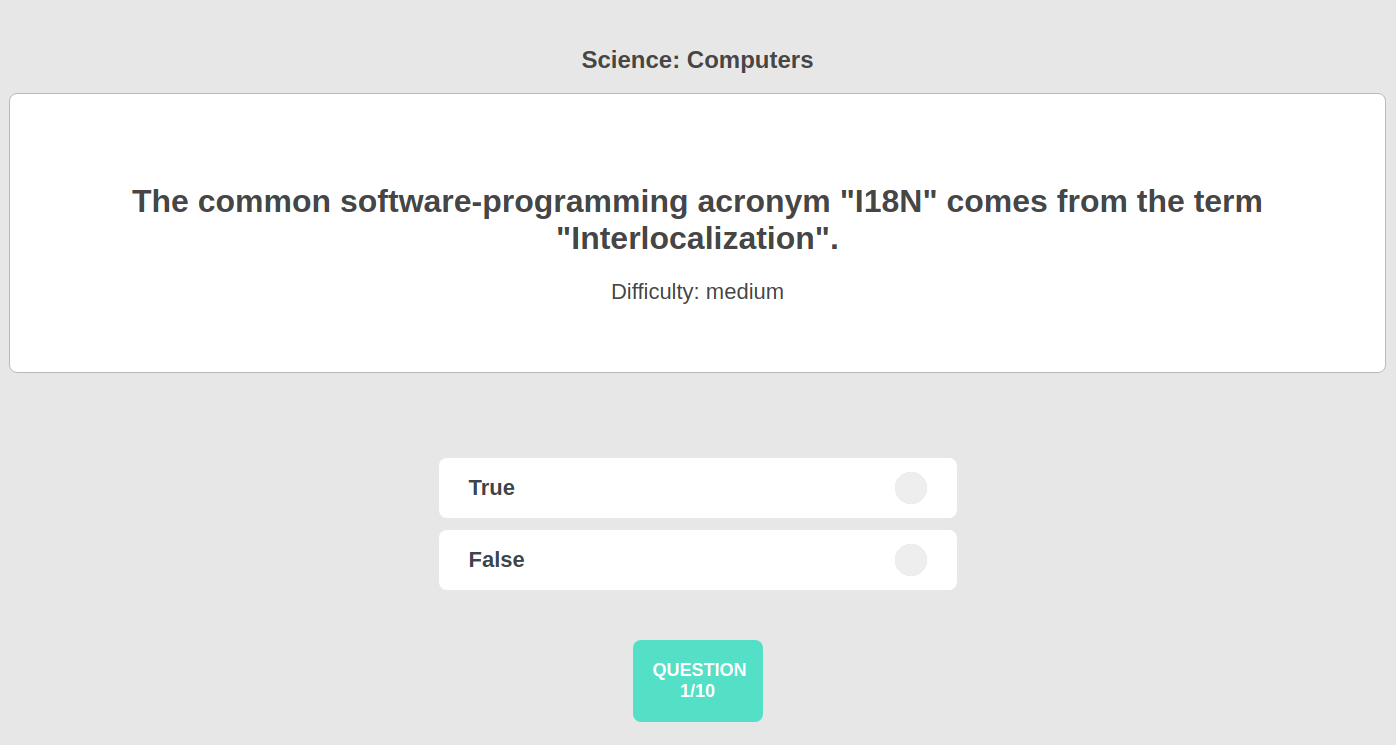 Science: Computers
The common software-programming acronym "I18N" comes from the term
"Interlocalization".
Difficulty: medium
True
False
QUESTION
1/10